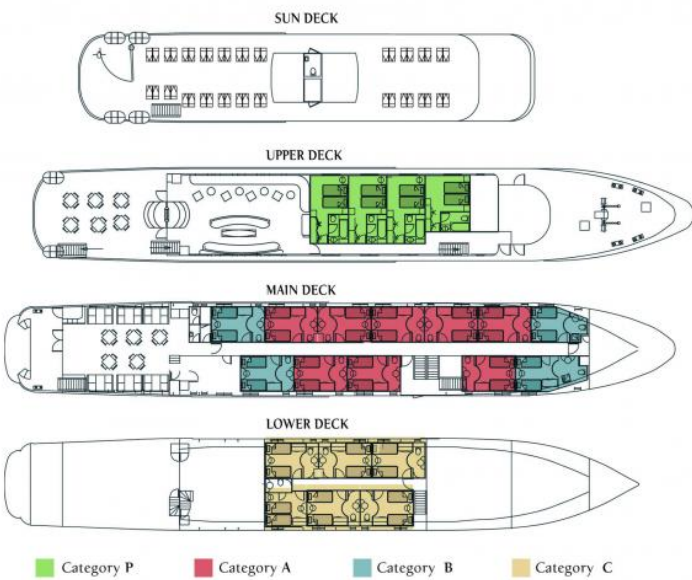 SUN DECK
UPPER DECK
MAIN DECK
LOWER DECK
Category P
Category A
Category B
Category C